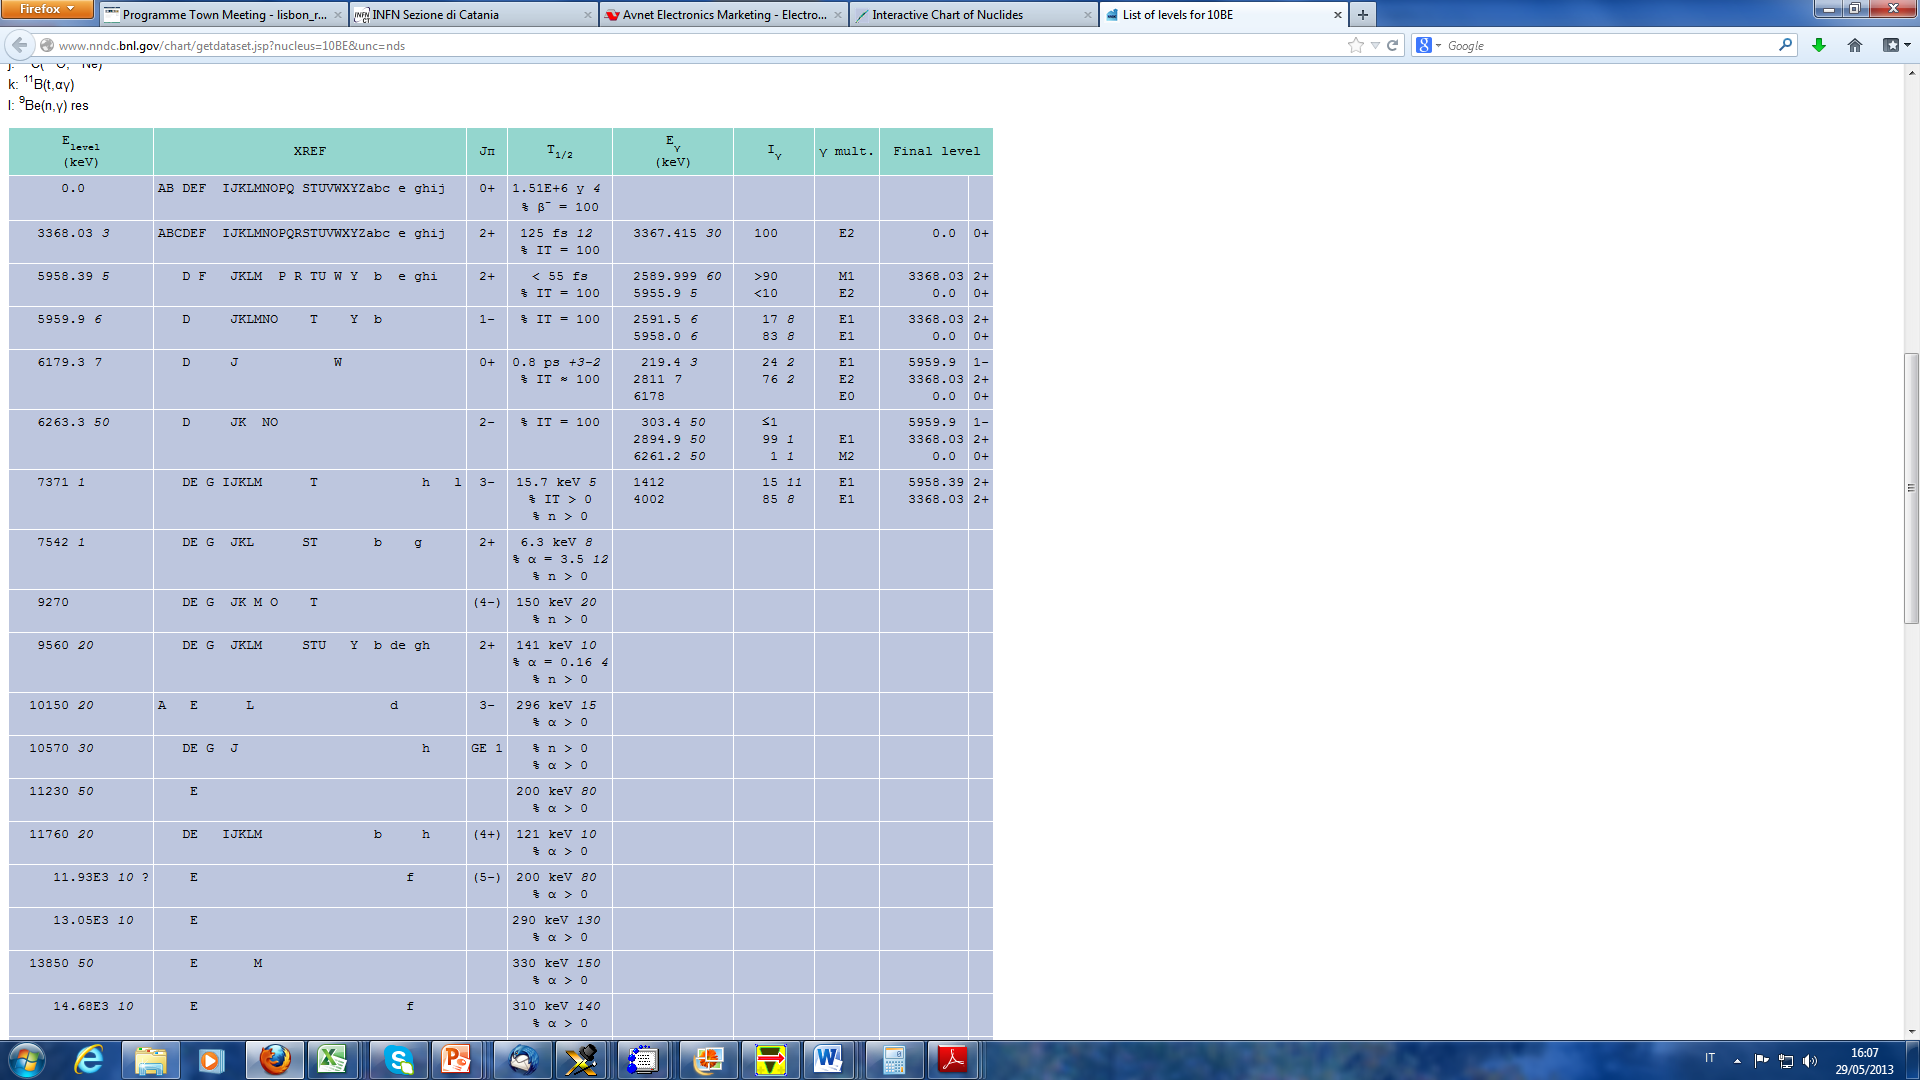 Firefox
Programme Town Meeting - lisbon_r...
INFN Sezione di Catania
Avnet Electronics Marketing - Electro...
Interactive Chart of Nuclides
List of levels for 10BE
www.nndc.bnl.gov/chart/getdataset.jsp?nucleus=10BE&unc=nds
Google
k: 11B(t,αγ)
l: 9Be(n,γ) res
Elevel (keV) XREF Jπ T1/2 Eγ (keV) Iγ γ mult. Final level
0.0 AB DEF IJKLMNOPQ STUVWXYZabc e ghij 0+ 1.51E+6 y 4
% β− = 100
3368.03 3 ABCDEF IJKLMNOPQRSTUVWXYZabc e ghij 2+ 125 fs 12 3367.415 30 100 E2 0.0 0+
% IT = 100
5958.39 5 D F JKLM P R TU W Y b e ghi 2+ < 55 fs 2589.999 60 >90 M1 3368.03 2+
% IT = 100 5955.9 5 <10 E2 0.0 0+
5959.9 6 D JKLMNO T Y b 1- % IT = 100 2591.5 6 17 8 E1 3368.03 2+
5958.0 6 83 8 E1 0.0 0+
6179.3 7 D J W 0+ 0.8 ps +3-2 219.4 3 24 2 E1 5959.9 1-
% IT ≈ 100 2811 7 76 2 E2 3368.03 2+
6178 E0 0.0 0+
6263.3 50 D JK NO 2- % IT = 100 303.4 50 ≤1 5959.9 1-
2894.9 50 99 1 E1 3368.03 2+
6261.2 50 1 1 M2 0.0 0+
7371 1 DE G IJKLM T h l 3- 15.7 keV 5 1412 15 11 E1 5958.39 2+
% IT > 0 4002 85 8 E1 3368.03 2+
% n > 0
7542 1 DE G JKL ST b g 2+ 6.3 keV 8
% α = 3.5 12
% n > 0
9270 DE G JK M O T (4-) 150 keV 20
% n > 0
9560 20 DE G JKLM STU Y b de gh 2+ 141 keV 10
% α = 0.16 4
% n > 0
10150 20 A E L d 3- 296 keV 15
% α > 0
10570 30 DE G J h GE 1 % n > 0
% α > 0
11230 50 E 200 keV 80
% α > 0
11760 20 DE IJKLM b h (4+) 121 keV 10
% α > 0
11.93E3 10 ? E f (5-) 200 keV 80
% α > 0
13.05E3 10 E 290 keV 130
% α > 0
13850 50 E M 330 keV 150
% α > 0
14.68E3 10 E f 310 keV 140
% α > 0
IT
16:07
29/05/2013